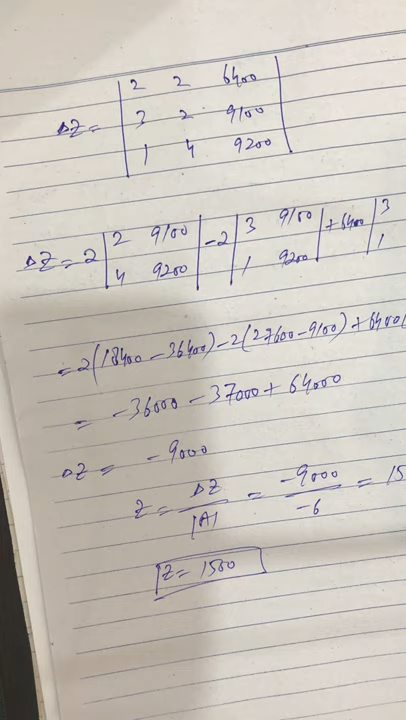 ΔZ = | 2 2 6400 |
| 3 2 9100 |
| 1 4 9200 |
ΔZ = 2 | 2 9100 | -2 | 3 9100 | + 6400 | 3
| 4 9200 | | 1 9200 | | 1
= 2(18400 - 36400) - 2(27600 - 9100) + 6400(
= -36000 - 37000 + 64000
ΔZ = -9000
Z = ΔZ / |A| = -9000 / -6 = 15
Z = 1500